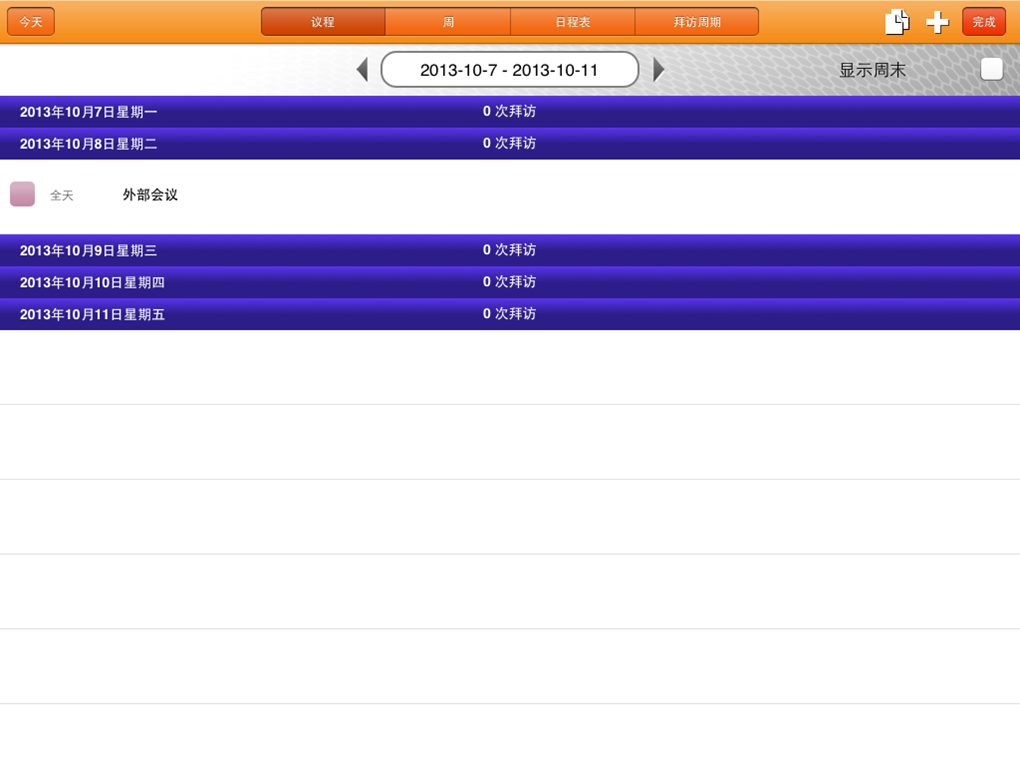 今天 议程 周 日程表 拜访周期 完成
2013-10-7 - 2013-10-11 显示周末
2013年10月7日星期一 0 次拜访
2013年10月8日星期二 0 次拜访
全天 外部会议
2013年10月9日星期三 0 次拜访
2013年10月10日星期四 0 次拜访
2013年10月11日星期五 0 次拜访